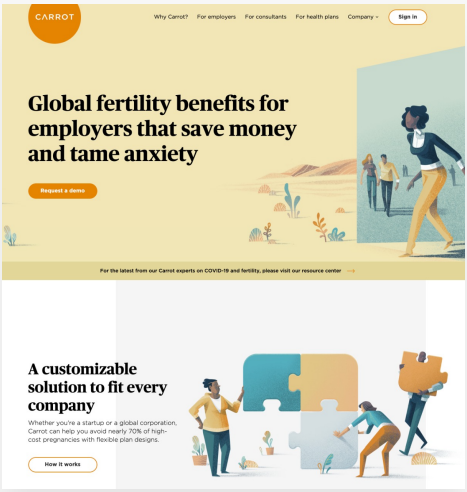 CARROT
Why Carrot? For employers For consultants For health plans Company Sign in
Global fertility benefits for
employers that save money
and tame anxiety
Request a demo
For the latest from our Carrot experts on COVID-19 and fertility, please visit our resource center →
A customizable
solution to fit every
company
Whether you're a startup or a global corporation,
Carrot can help you avoid nearly 70% of high-
cost pregnancies with flexible plan designs.
How it works